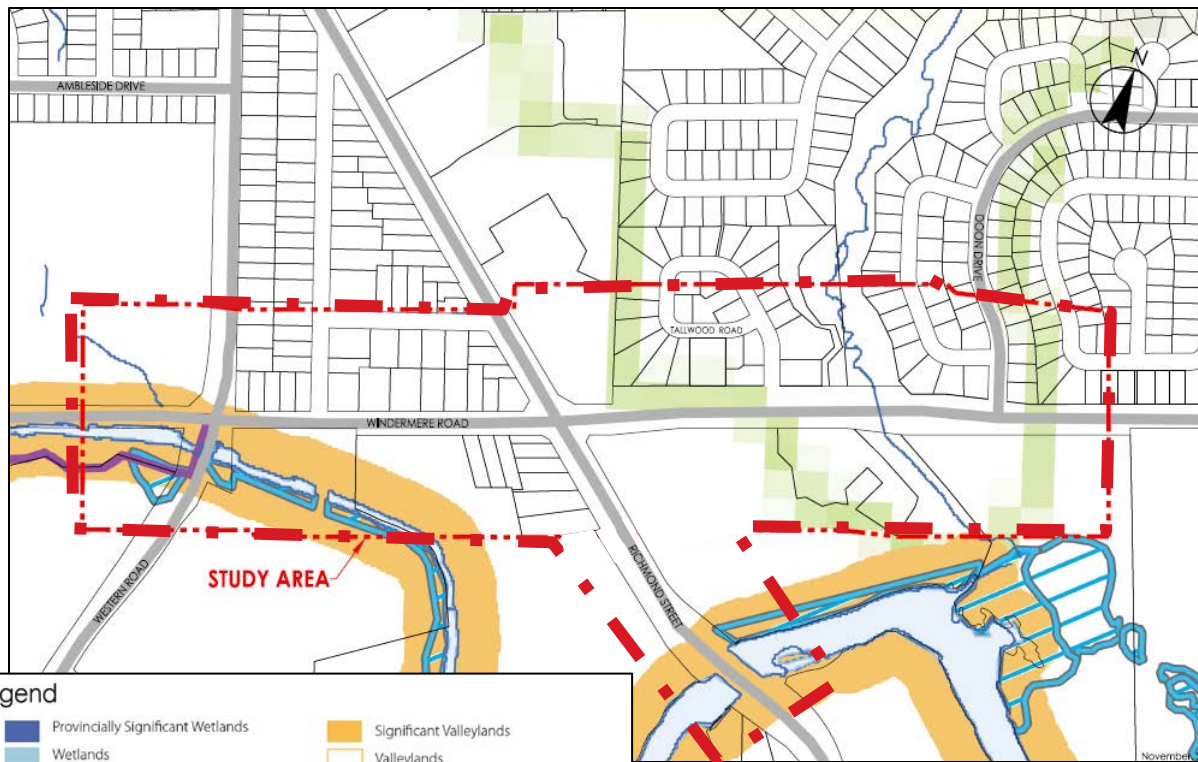 AMBLESIDE DRIVE
N
DOON DRIVE
TALLWOOD ROAD
WINDERMERE ROAD
STUDY AREA
WESTERN ROAD
RICHMOND STREET
gend
Provincially Significant Wetlands
Significant Valleylands
Wetlands
Valleylands
November